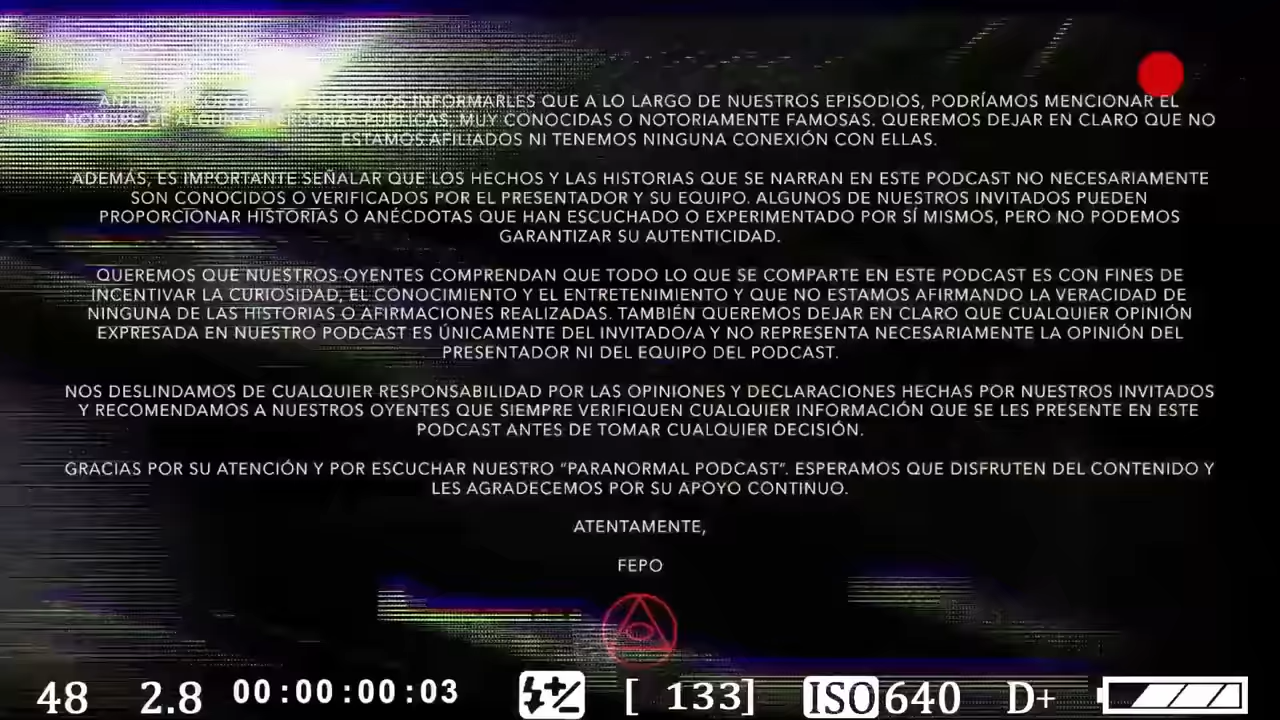 INFORMARLES QUE A LO LARGO DE NUESTROS EPISODIOS, PODRÍAMOS MENCIONAR EL
PÚBLICAS, MUY CONOCIDAS O NOTORIAMENTE FAMOSAS. QUEREMOS DEJAR EN CLARO QUE NO
ESTAMOS AFILIADOS NI TENEMOS NINGUNA CONEXIÓN CON ELLAS.
ADEMÁS, ES IMPORTANTE SEÑALAR QUE LOS HECHOS Y LAS HISTORIAS QUE SE NARRAN EN ESTE PODCAST NO NECESARIAMENTE
SON CONOCIDOS O VERIFICADOS POR EL PRESENTADOR Y SU EQUIPO. ALGUNOS DE NUESTROS INVITADOS PUEDEN
PROPORCIONAR HISTORIAS O ANÉCDOTAS QUE HAN ESCUCHADO O EXPERIMENTADO POR SÍ MISMOS, PERO NO PODEMOS
GARANTIZAR SU AUTENTICIDAD.
QUEREMOS QUE NUESTROS OYENTES COMPRENDAN QUE TODO LO QUE SE COMPARTE EN ESTE PODCAST ES CON FINES DE
INCENTIVAR LA CURIOSIDAD, EL CONOCIMIENTO Y EL ENTRETENIMIENTO Y AÚN NO ESTAMOS AFIRMANDO LA VERACIDAD DE
NINGUNA DE LAS HISTORIAS O AFIRMACIONES REALIZADAS. TAMBIÉN QUEREMOS DEJAR EN CLARO QUE CUALQUIER OPINIÓN
EXPRESADA EN NUESTRO PODCAST ES ÚNICAMENTE DEL INVITADO/A Y NO REPRESENTA NECESARIAMENTE LA OPINIÓN DEL
PRESENTADOR NI DEL EQUIPO DEL PODCAST.
NOS DESLINDAMOS DE CUALQUIER RESPONSABILIDAD POR LAS OPINIONES Y DECLARACIONES HECHAS POR NUESTROS INVITADOS
Y RECOMENDAMOS A NUESTROS OYENTES QUE SIEMPRE VERIFIQUEN CUALQUIER INFORMACIÓN QUE SE LES PRESENTE EN ESTE
PODCAST ANTES DE TOMAR CUALQUIER DECISIÓN.
GRACIAS POR SU ATENCIÓN Y POR ESCUCHAR NUESTRO "PARANORMAL PODCAST". ESPERAMOS QUE DISFRUTEN DEL CONTENIDO Y
LES AGRADECEMOS POR SU APOYO CONTINUO.
ATENTAMENTE,
FEPO
48 2.8 00:00:00:03 [ 133] ISO 640 D+